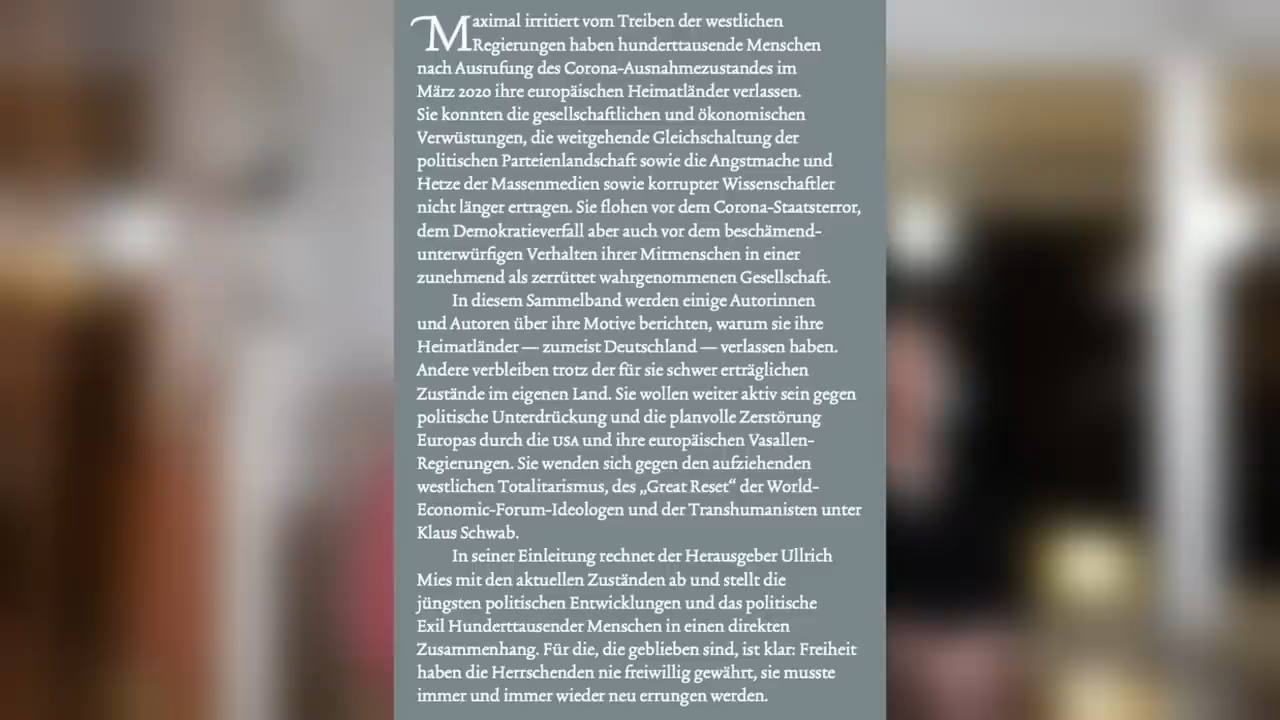 Maximal irritiert vom Treiben der westlichen
Regierungen haben hunderttausende Menschen
nach Ausrufung des Corona-Ausnahmezustandes im
März 2020 ihre europäischen Heimatländer verlassen.
Sie konnten die gesellschaftlichen und ökonomischen
Verwüstungen, die weitgehende Gleichschaltung der
politischen Parteienlandschaft sowie die Angstmache und
Hetze der Massenmedien sowie korrupter Wissenschaftler
nicht länger ertragen. Sie flohen vor dem Corona-Staatsterror,
dem Demokratieverfall aber auch vor dem beschämend-
unterwürfigen Verhalten ihrer Mitmenschen in einer
zunehmend als zerrüttet wahrgenommenen Gesellschaft.
In diesem Sammelband werden einige Autorinnen
und Autoren über ihre Motive berichten, warum sie ihre
Heimatländer — zumeist Deutschland — verlassen haben.
Andere verbleiben trotz der für sie schwer erträglichen
Zustände im eigenen Land. Sie wollen weiter aktiv sein gegen
politische Unterdrückung und die planvolle Zerstörung
Europas durch die USA und ihre europäischen Vasallen-
Regierungen. Sie wenden sich gegen den aufziehenden
westlichen Totalitarismus, des „Great Reset“ der World-
Economic-Forum-Ideologen und der Transhumanisten unter
Klaus Schwab.
In seiner Einleitung rechnet der Herausgeber Ullrich
Mies mit den aktuellen Zuständen ab und stellt die
jüngsten politischen Entwicklungen und das politische
Exil Hunderttausender Menschen in einen direkten
Zusammenhang. Für die, die geblieben sind, ist klar: Freiheit
haben die Herrschenden nie freiwillig gewährt, sie musste
immer und immer wieder neu errungen werden.